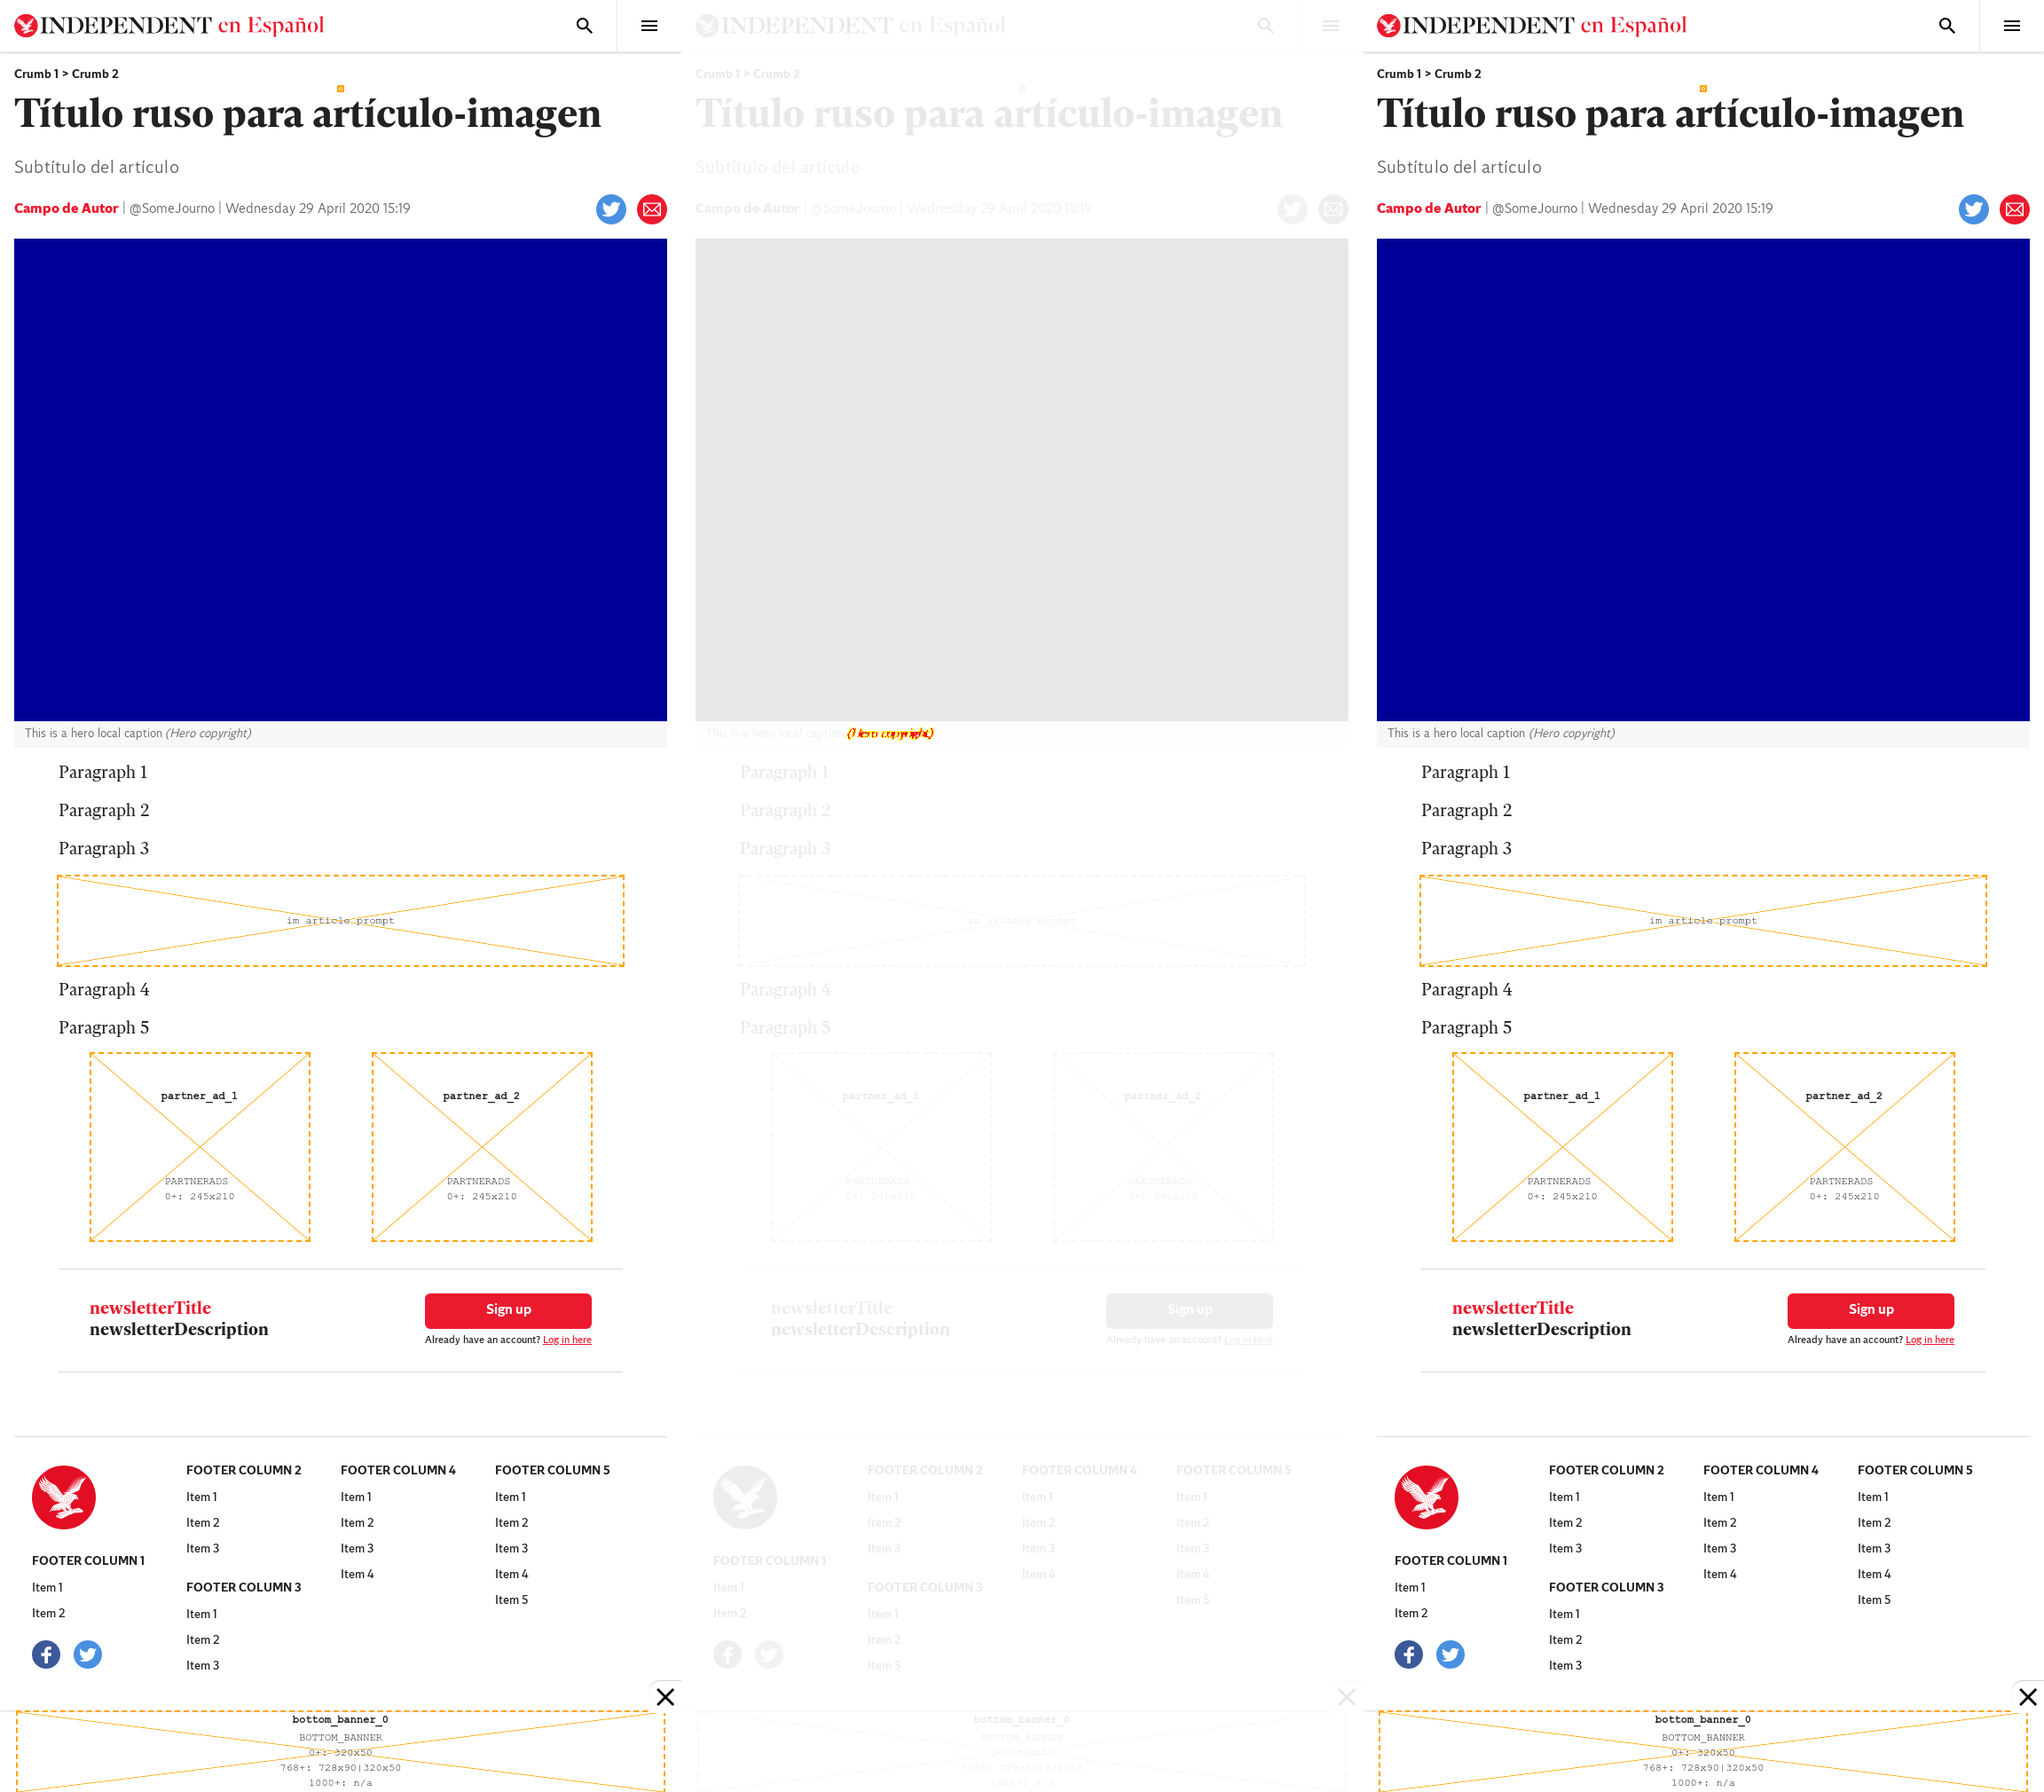 INDEPENDENT en Español
Crumb 1 > Crumb 2
Título ruso para artículo-imagen
Subtítulo del artículo
Campo de Autor | @SomeJourno | Wednesday 29 April 2020 15:19
This is a hero local caption (Hero copyright)
Paragraph 1
Paragraph 2
Paragraph 3
im article prompt
Paragraph 4
Paragraph 5
partner_ad_1
PARTNERADS
0+: 245x210
partner_ad_2
PARTNERADS
0+: 245x210
newsletterTitle
newsletterDescription
Sign up
Already have an account? Log in here
FOOTER COLUMN 1
Item 1
Item 2
FOOTER COLUMN 2
Item 1
Item 2
Item 3
FOOTER COLUMN 3
Item 1
Item 2
Item 3
FOOTER COLUMN 4
Item 1
Item 2
Item 3
Item 4
FOOTER COLUMN 5
Item 1
Item 2
Item 3
Item 4
Item 5
bottom_banner_0
BOTTOM_BANNER
0+: 320x50
768+: 728x90|320x50
1000+: n/a
INDEPENDENT en Español
Crumb 1 > Crumb 2
Título ruso para artículo-imagen
Subtítulo del artículo
Campo de Autor | @SomeJourno | Wednesday 29 April 2020 15:19
This is a hero local caption (Hero copyright)
Paragraph 1
Paragraph 2
Paragraph 3
im article prompt
Paragraph 4
Paragraph 5
partner_ad_1
PARTNERADS
0+: 245x210
partner_ad_2
PARTNERADS
0+: 245x210
newsletterTitle
newsletterDescription
Sign up
Already have an account? Log in here
FOOTER COLUMN 1
Item 1
Item 2
FOOTER COLUMN 2
Item 1
Item 2
Item 3
FOOTER COLUMN 3
Item 1
Item 2
Item 3
FOOTER COLUMN 4
Item 1
Item 2
Item 3
Item 4
FOOTER COLUMN 5
Item 1
Item 2
Item 3
Item 4
Item 5
bottom_banner_0
BOTTOM_BANNER
0+: 320x50
768+: 728x90|320x50
1000+: n/a
INDEPENDENT en Español
Crumb 1 > Crumb 2
Título ruso para artículo-imagen
Subtítulo del artículo
Campo de Autor | @SomeJourno | Wednesday 29 April 2020 15:19
This is a hero local caption (Hero copyright)
Paragraph 1
Paragraph 2
Paragraph 3
im article prompt
Paragraph 4
Paragraph 5
partner_ad_1
PARTNERADS
0+: 245x210
partner_ad_2
PARTNERADS
0+: 245x210
newsletterTitle
newsletterDescription
Sign up
Already have an account? Log in here
FOOTER COLUMN 1
Item 1
Item 2
FOOTER COLUMN 2
Item 1
Item 2
Item 3
FOOTER COLUMN 3
Item 1
Item 2
Item 3
FOOTER COLUMN 4
Item 1
Item 2
Item 3
Item 4
FOOTER COLUMN 5
Item 1
Item 2
Item 3
Item 4
Item 5
bottom_banner_0
BOTTOM_BANNER
0+: 320x50
768+: 728x90|320x50
1000+: n/a